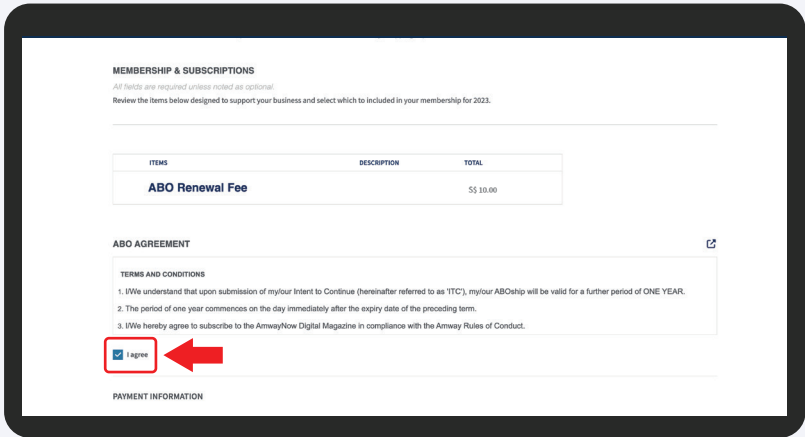 MEMBERSHIP & SUBSCRIPTIONS
All fields are required unless noted as optional
Review the items below designed to support your business and select which to included in your membership for 2023.
ITEMS DESCRIPTION TOTAL
ABO Renewal Fee S$ 10.00
ABO AGREEMENT
TERMS AND CONDITIONS
1. I/We understand that upon submission of my/our Intent to Continue (hereinafter referred to as 'ITC'), my/our ABOship will be valid for a further period of ONE YEAR.
2. The period of one year commences on the day immediately after the expiry date of the preceding term.
3. I/We hereby agree to subscribe to the AmwayNow Digital Magazine in compliance with the Amway Rules of Conduct.
I agree
PAYMENT INFORMATION